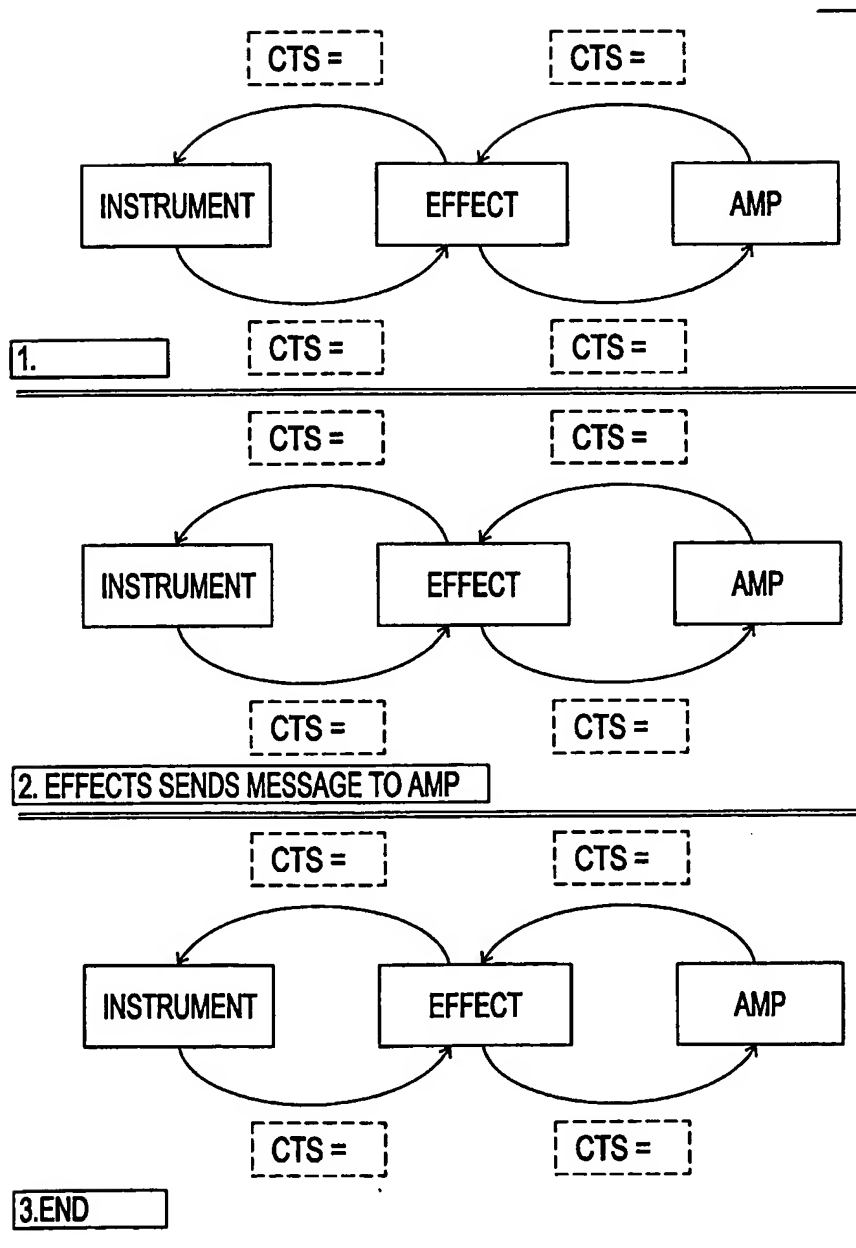 CTS = CTS =
INSTRUMENT EFFECT AMP
CTS = CTS =
1.
CTS = CTS =
INSTRUMENT EFFECT AMP
CTS = CTS =
2. EFFECTS SENDS MESSAGE TO AMP
CTS = CTS =
INSTRUMENT EFFECT AMP
CTS = CTS =
3.END